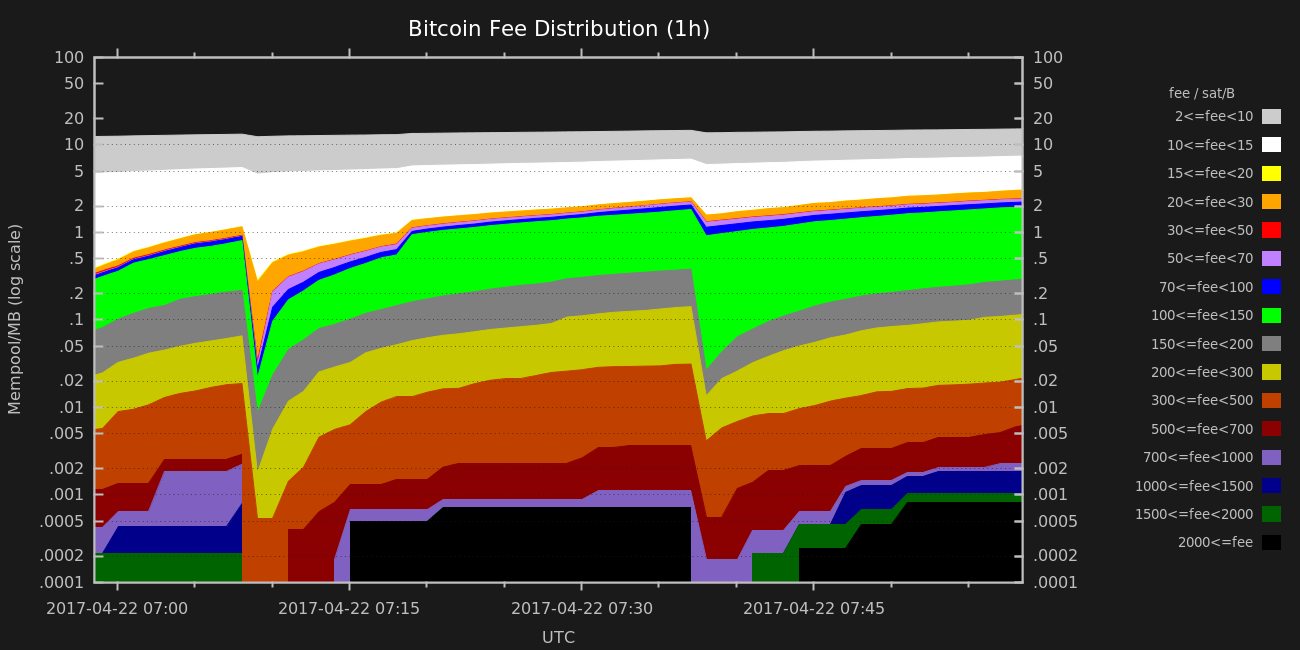 Bitcoin Fee Distribution (1h)
Mempool/MB (log scale)
100
50
20
10
5
2
1
.5
.2
.1
.05
.02
.01
.005
.002
.001
.0005
.0002
.0001
100
50
20
10
5
2
1
.5
.2
.1
.05
.02
.01
.005
.002
.001
.0005
.0002
.0001
2017-04-22 07:00
2017-04-22 07:15
2017-04-22 07:30
2017-04-22 07:45
UTC
fee / sat/B
2<=fee<10
10<=fee<15
15<=fee<20
20<=fee<30
30<=fee<50
50<=fee<70
70<=fee<100
100<=fee<150
150<=fee<200
200<=fee<300
300<=fee<500
500<=fee<700
700<=fee<1000
1000<=fee<1500
1500<=fee<2000
2000<=fee